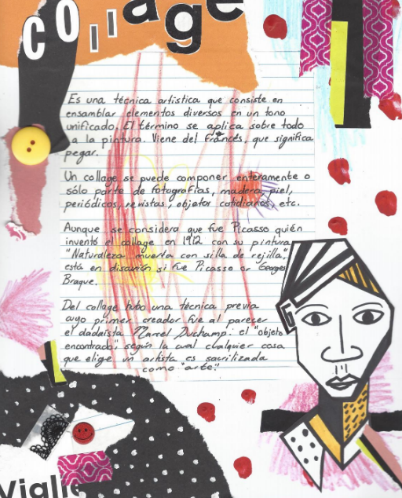 collage
Es una técnica artística que consiste en
ensamblar elementos diversos en un tono
unificado. El término se aplica sobre todo
a la pintura. Viene del francés, que significa
pegar.
Un collage se puede componer enteramente o
sólo parte de fotografías, madera, piel,
periódicos, revistas, objetos cotidianos, etc.
Aunque se considera que fue Picasso quién
inventó el collage en 1912 con su pintura
"Naturaleza muerta con silla de rejilla",
está en discusión si fue Picasso or Georges
Braque.
Del collage hubo una técnica previa
cuyo primer creador fue al parecer
el dadaísta Marcel Duchamp: el "objeto
encontrado", según la cual cualquier cosa
que elige un artista es sacrilizada
como "arte"